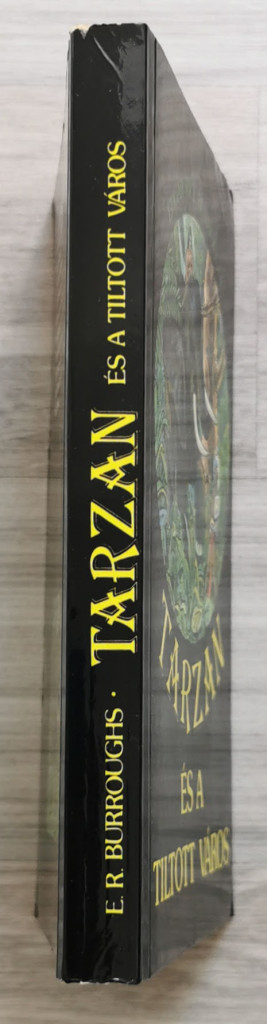 E. R. BURROUGHS · TARZAN ÉS A TILTOTT VÁROS
TARZAN
ÉS A
TILTOTT VÁROS